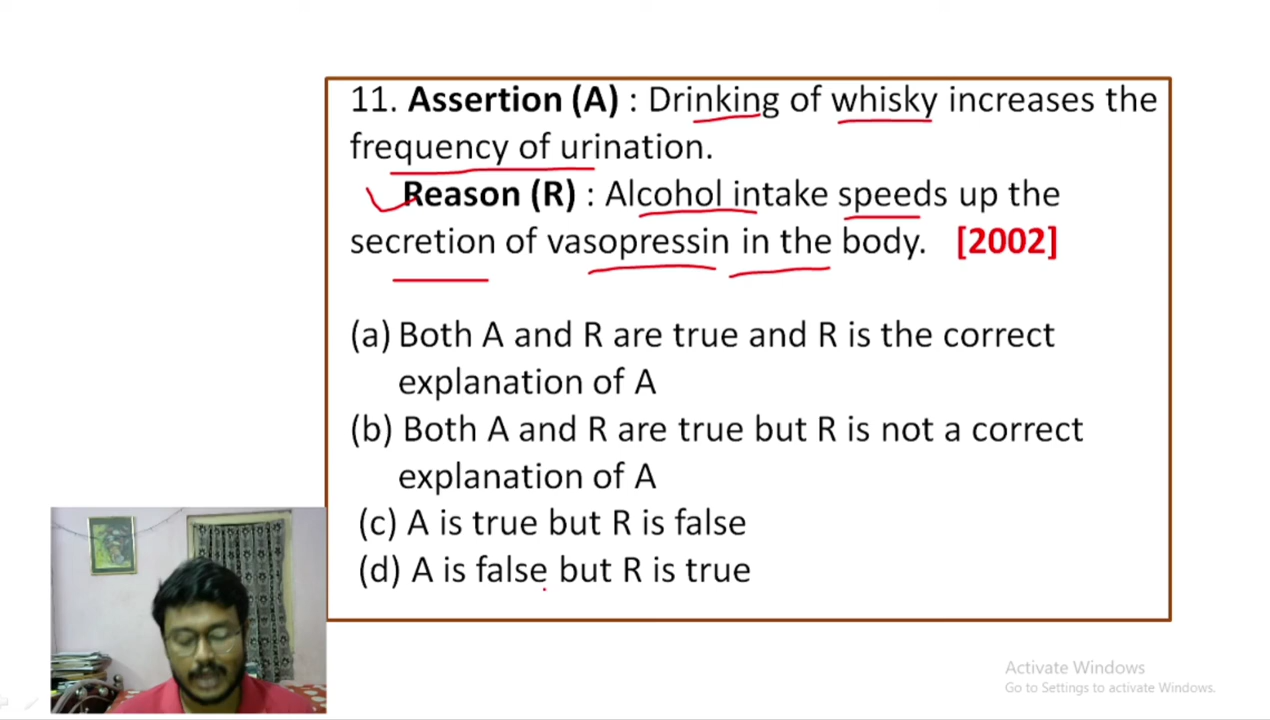 11. Assertion (A) : Drinking of whisky increases the
frequency of urination.
Reason (R) : Alcohol intake speeds up the
secretion of vasopressin in the body. [2002]
(a) Both A and R are true and R is the correct
explanation of A
(b) Both A and R are true but R is not a correct
explanation of A
(c) A is true but R is false
(d) A is false but R is true
Activate Windows
Go to Settings to activate Windows.